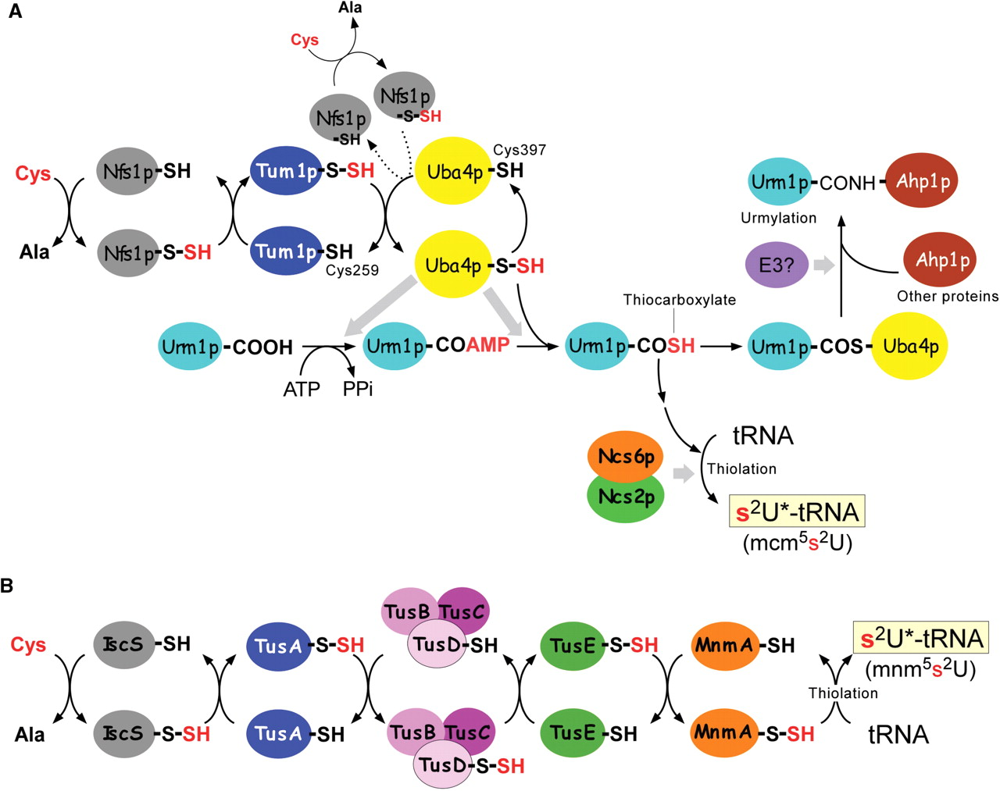 A
Ala
Cys
Nfs1p
-S-SH
Nfs1p
-SH
Cys
Nfs1p-SH
Tum1p-S-SH
Uba4p-SH
Cys397
Ala
Nfs1p-S-SH
Tum1p-SH
Cys259
Uba4p-S-SH
Urm1p-CONH-Ahp1p
Urmylation
E3?
Ahp1p
Other proteins
Thiocarboxylate
Urm1p-COOH
Urm1p-COAMP
Urm1p-COSH
Urm1p-COS-Uba4p
ATP
PPi
tRNA
Ncs6p
Ncs2p
Thiolation
s²U*-tRNA
(mcm⁵s²U)
B
TusB
TusC
Cys
IscS-SH
TusA-S-SH
TusD-SH
TusE-S-SH
MnmA-SH
s²U*-tRNA
(mnm⁵s²U)
Thiolation
Ala
IscS-S-SH
TusA-SH
TusB
TusC
TusE-SH
MnmA-S-SH
tRNA
TusD-S-SH